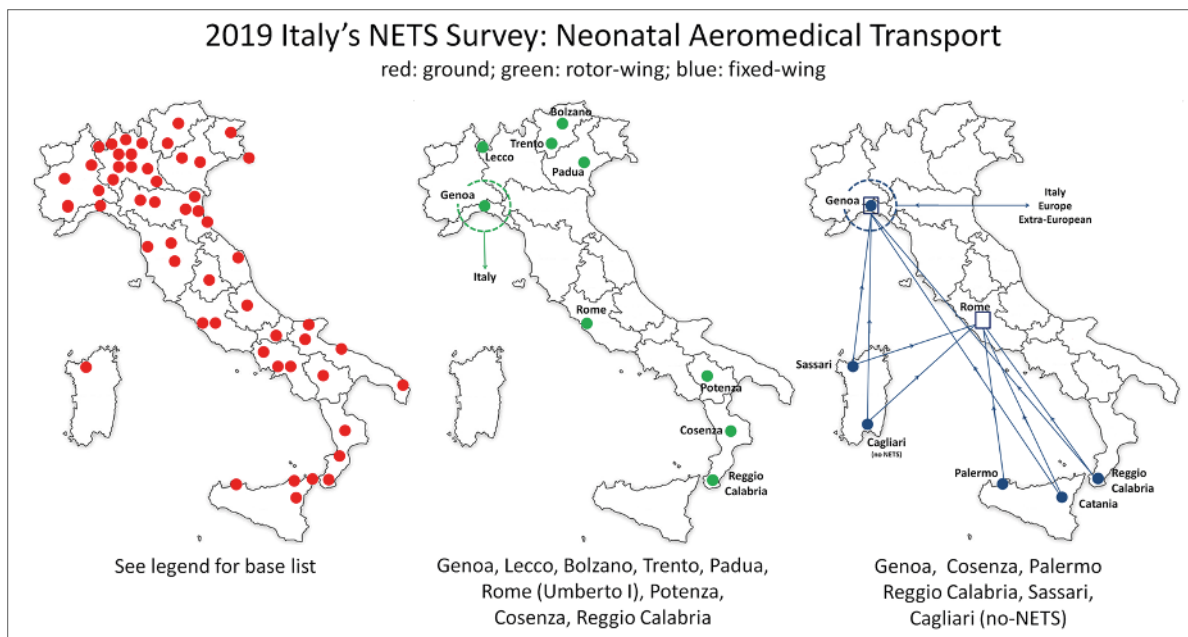 2019 Italy's NETS Survey: Neonatal Aeromedical Transport
red: ground; green: rotor-wing; blue: fixed-wing
Bolzano
Trento
Lecco
Padua
Genoa
Italy
Rome
Potenza
Cosenza
Reggio
Calabria
Genoa
Italy
Europe
Extra-European
Rome
Sassari
Cagliari
(no NETS)
Palermo
Reggio
Calabria
Catania
See legend for base list
Genoa, Lecco, Bolzano, Trento, Padua,
Rome (Umberto I), Potenza,
Cosenza, Reggio Calabria
Genoa, Cosenza, Palermo
Reggio Calabria, Sassari,
Cagliari (no-NETS)